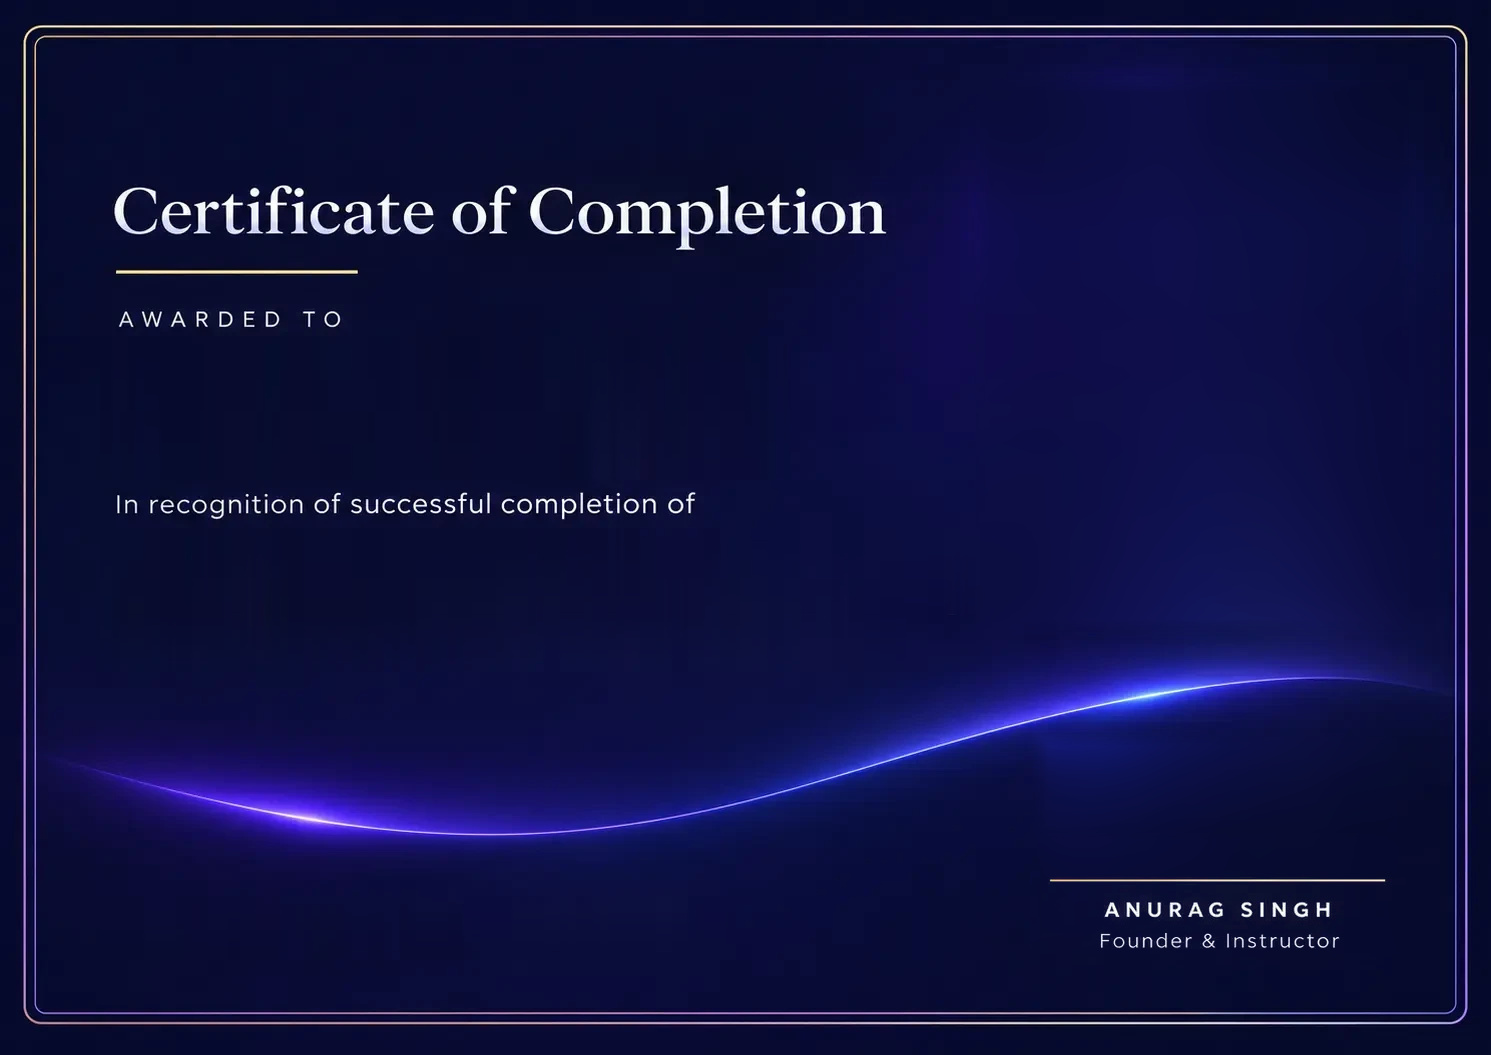 Certificate of Completion
AWARDED TO
In recognition of successful completion of
ANURAG SINGH
Founder & Instructor